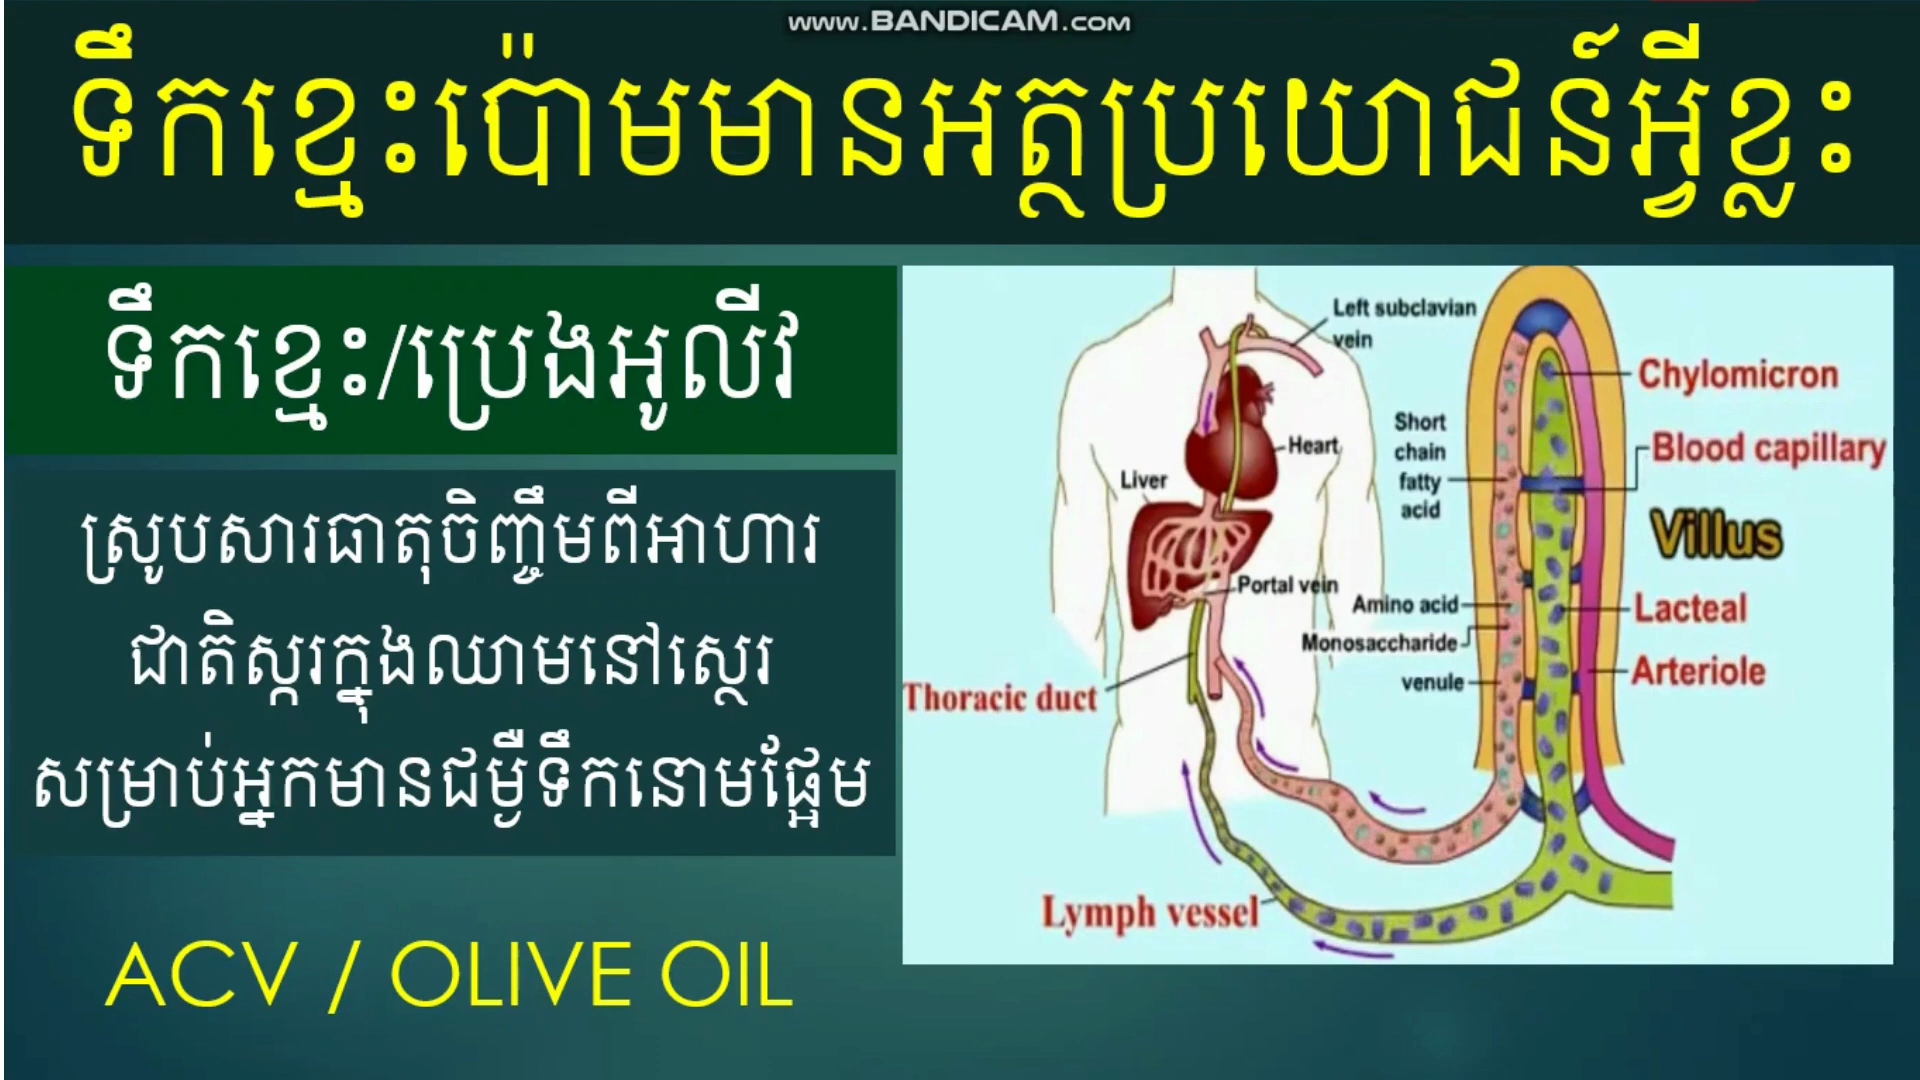 www.BANDICAM.com
ទឹកខ្មេះប៉ោមមានអត្ថប្រយោជន៍អ្វីខ្លះ
ទឹកខ្មេះ/ប្រេងអូលីវ
ស្រូបសារធាតុចិញ្ចឹមពីអាហារ
ជាតិស្ករក្នុងឈាមនៅស្ថេរ
សម្រាប់អ្នកមានជម្ងឺទឹកនោមផ្អែម
ACV / OLIVE OIL
Left subclavian
vein
Heart
Liver
Portal vein
Thoracic duct
Lymph vessel
Short
chain
fatty
acid
Amino acid
Monosaccharide
venule
Chylomicron
Blood capillary
Villus
Lacteal
Arteriole